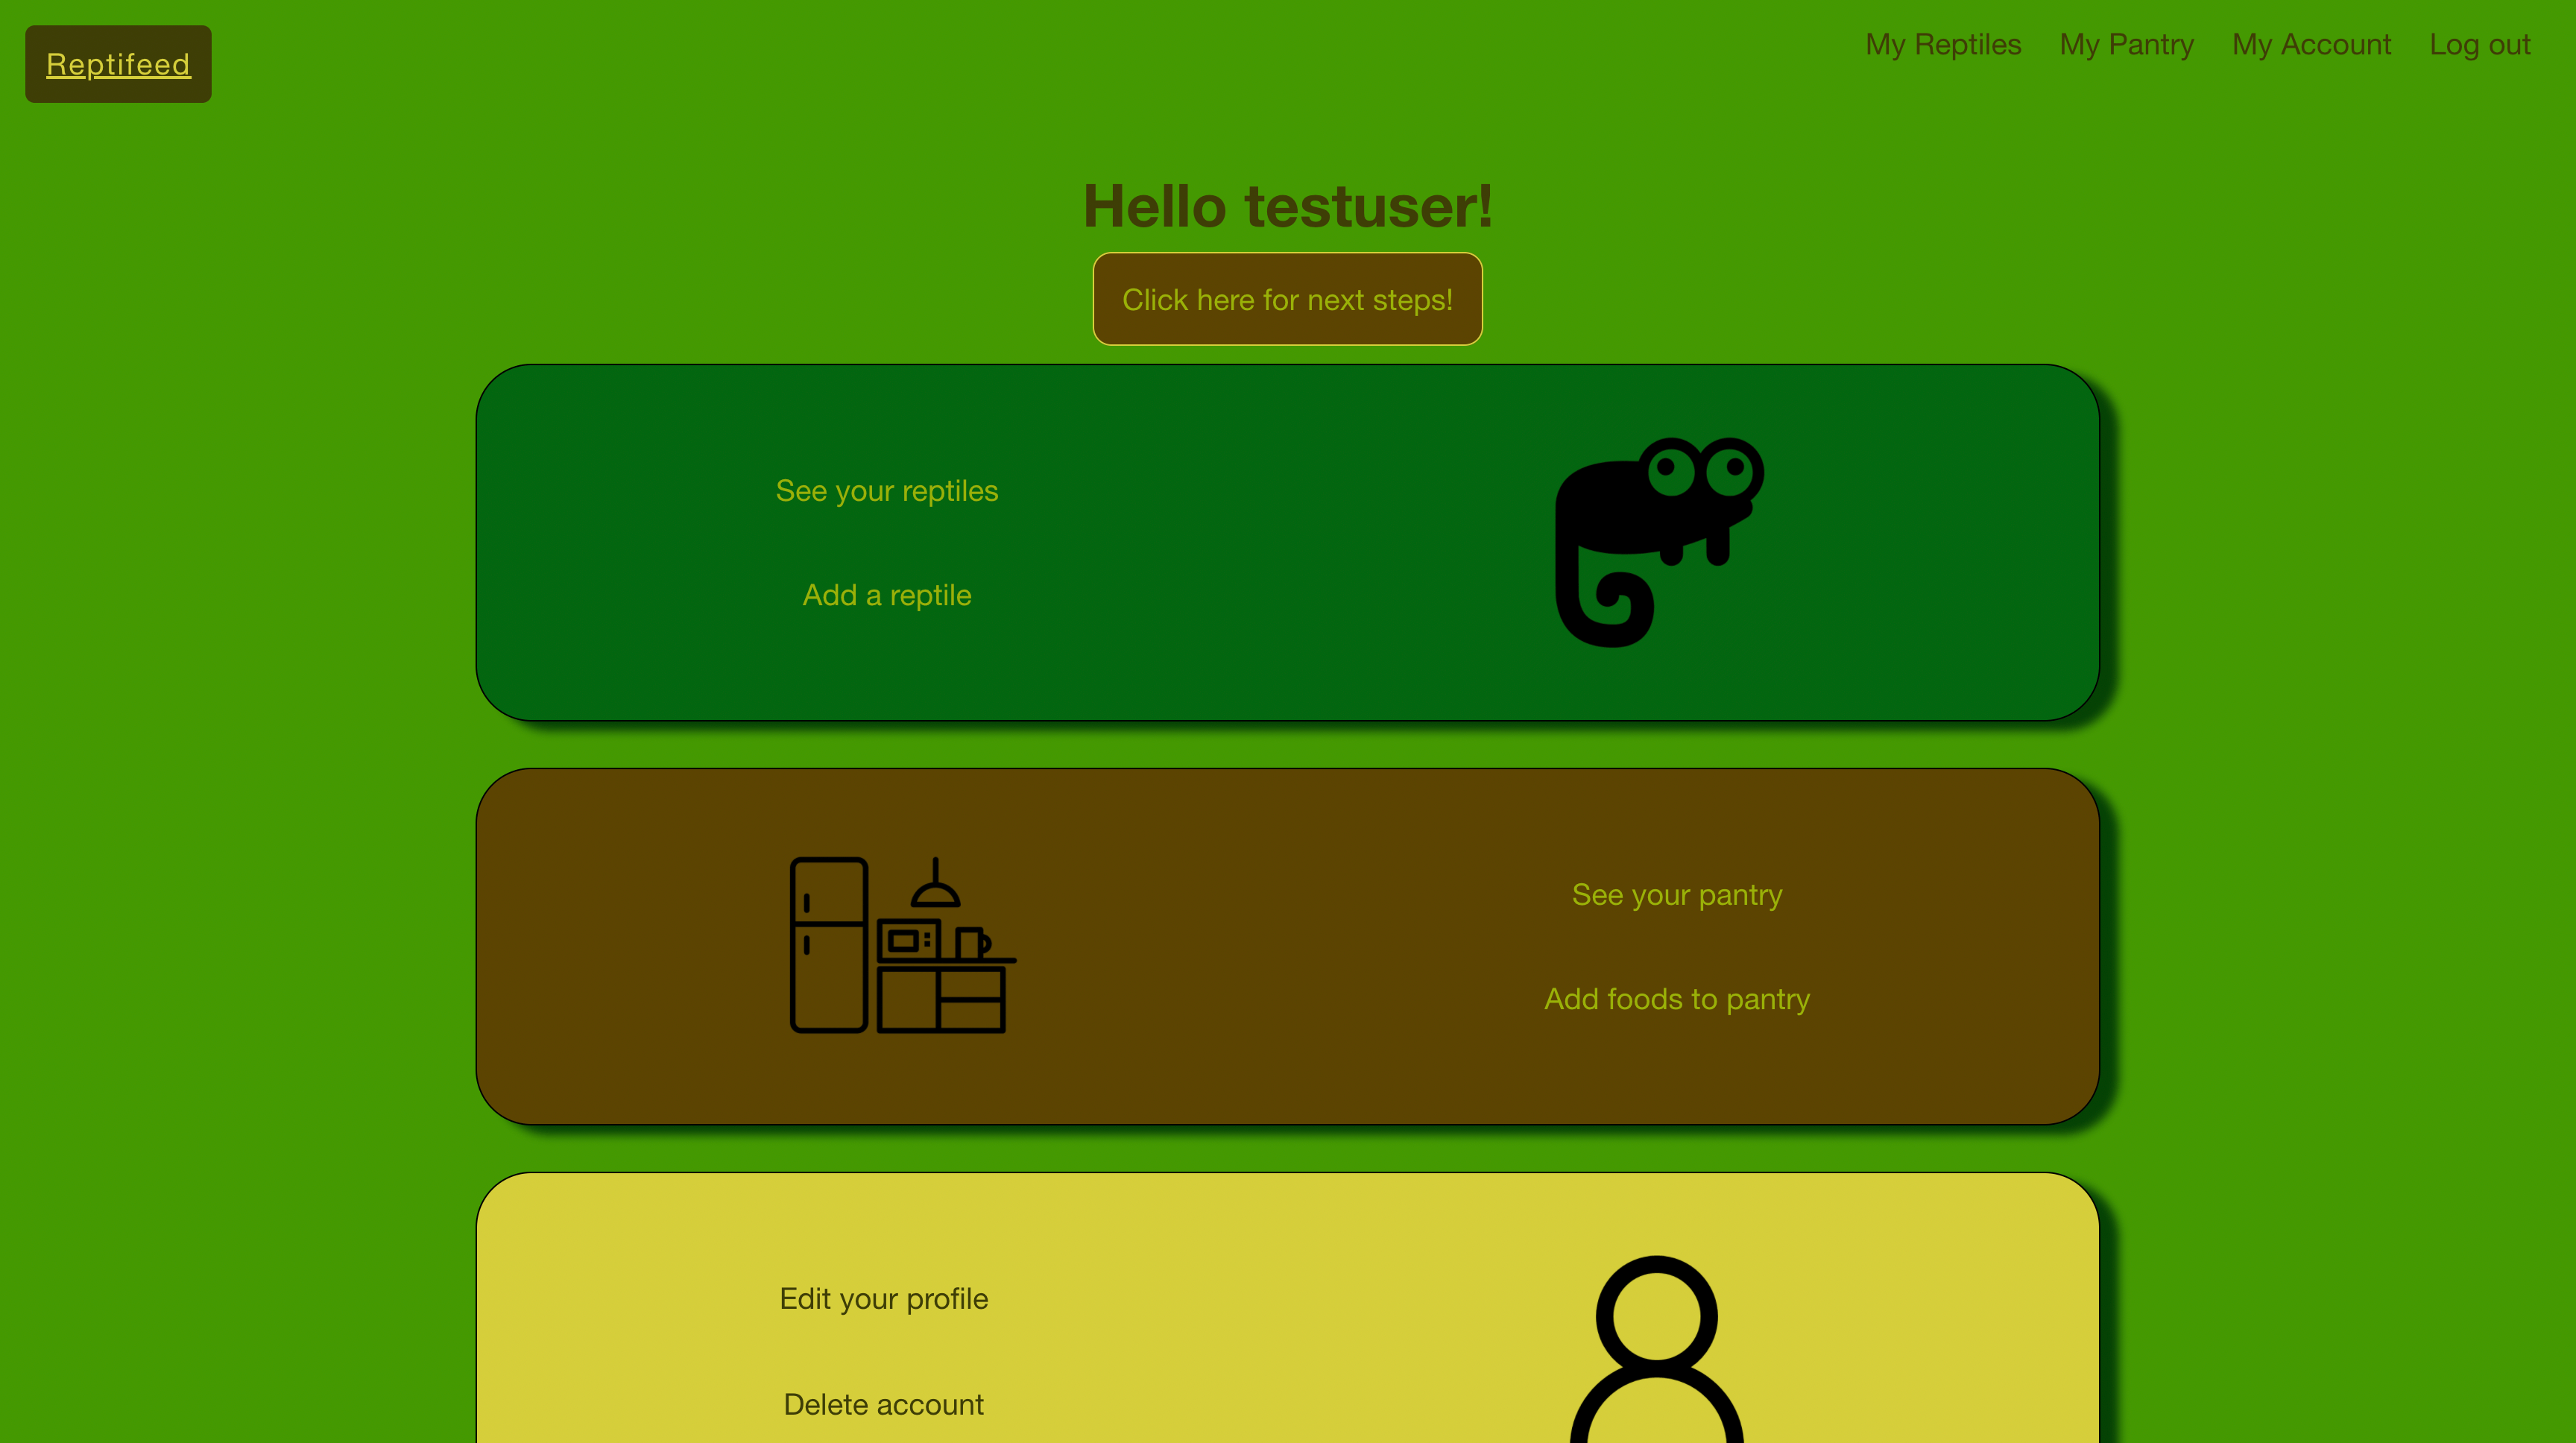 Reptifeed
My Reptiles My Pantry My Account Log out
Hello testuser!
Click here for next steps!
See your reptiles
Add a reptile
See your pantry
Add foods to pantry
Edit your profile
Delete account